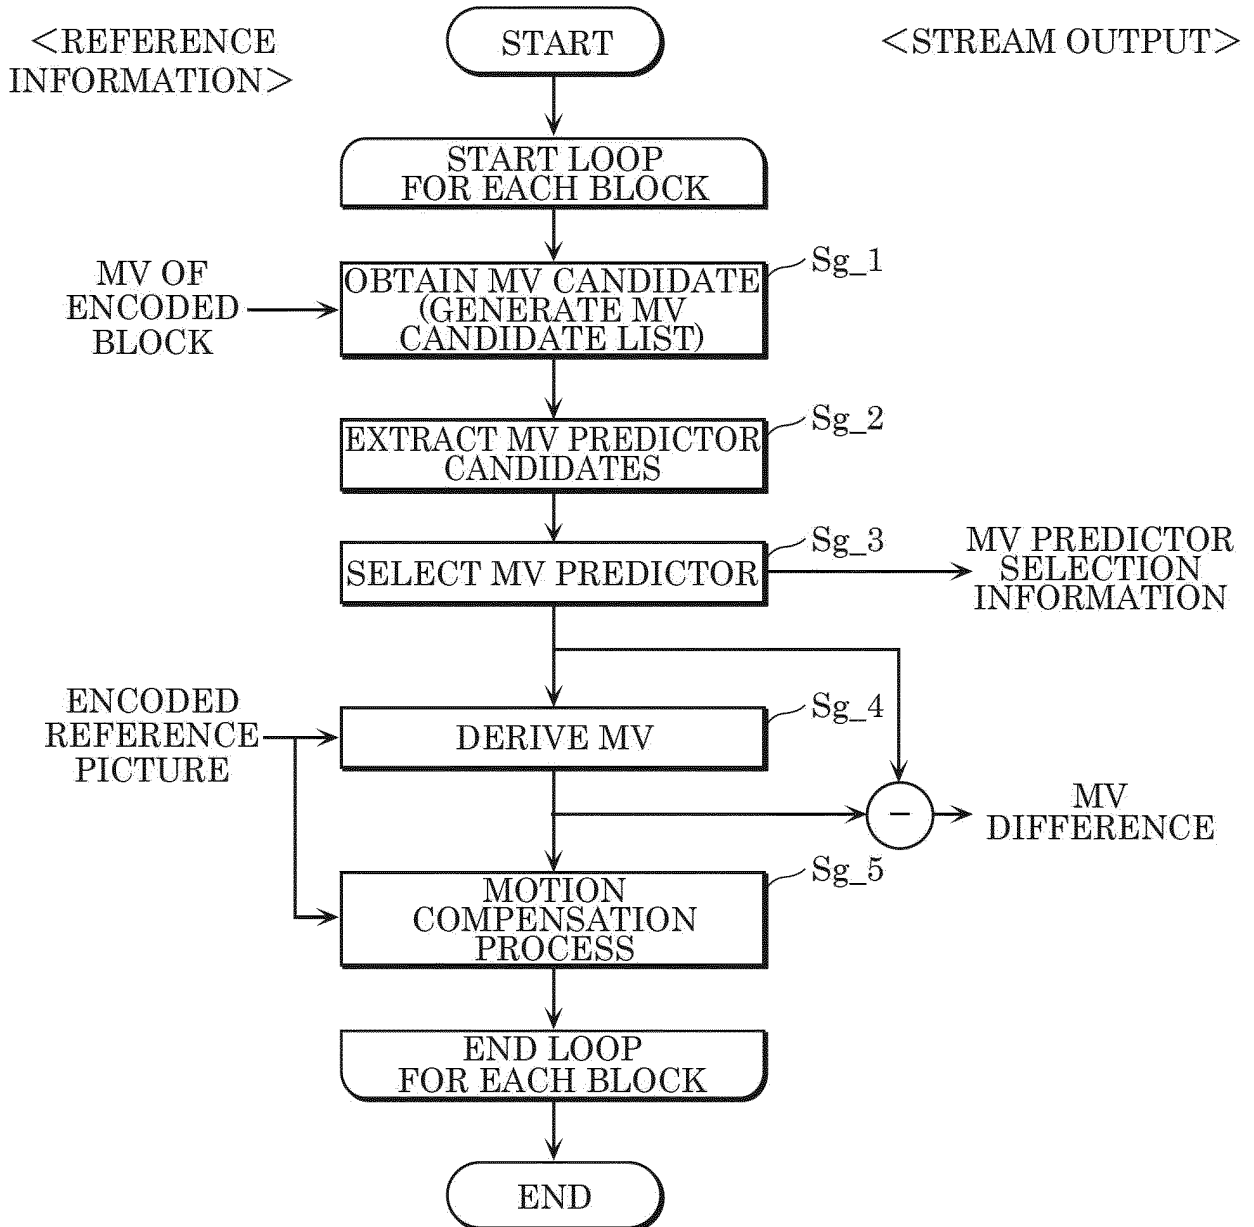 <REFERENCE
INFORMATION>
START
<STREAM OUTPUT>
START LOOP
FOR EACH BLOCK
MV OF
ENCODED
BLOCK
OBTAIN MV CANDIDATE
(GENERATE MV
CANDIDATE LIST)
Sg_1
EXTRACT MV PREDICTOR
CANDIDATES
Sg_2
SELECT MV PREDICTOR
Sg_3
MV PREDICTOR
SELECTION
INFORMATION
ENCODED
REFERENCE
PICTURE
DERIVE MV
Sg_4
−
MV
DIFFERENCE
MOTION
COMPENSATION
PROCESS
Sg_5
END LOOP
FOR EACH BLOCK
END